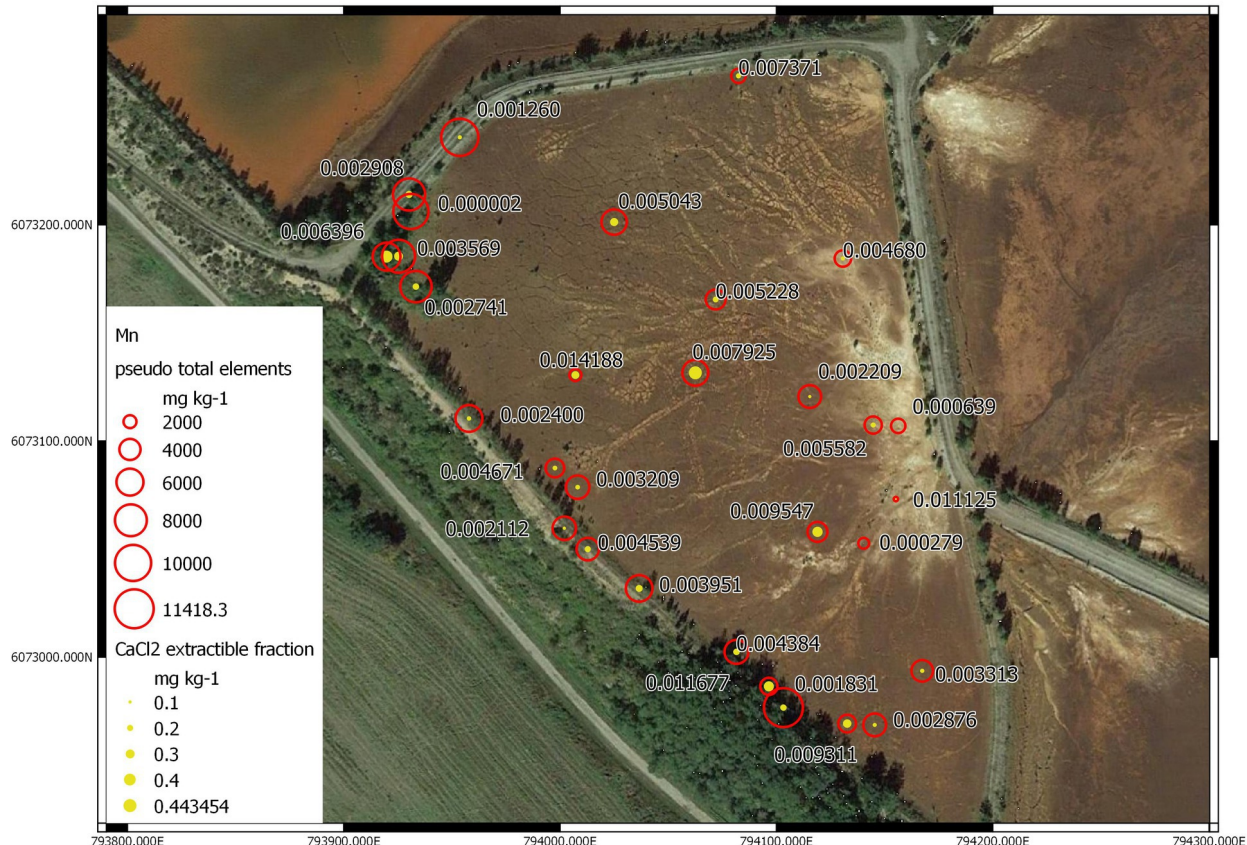 0.007371
0.001260
0.002908
0.000002
0.005043
6073200.000N
0.006396
0.003569
0.004680
0.005228
0.002741
Mn
pseudo total elements
mg kg-1
2000
4000
6000
8000
10000
11418.3
CaCl2 extractible fraction
mg kg-1
0.1
0.2
0.3
0.4
0.443454
0.014188
0.007925
0.002209
0.002400
0.000639
6073100.000N
0.005582
0.004671
0.003209
0.011125
0.009547
0.002112
0.004539
0.000279
0.003951
0.004384
6073000.000N
0.003313
0.011677
0.001831
0.002876
0.009311
793800.000E
793900.000E
794000.000E
794100.000E
794200.000E
794300.000E